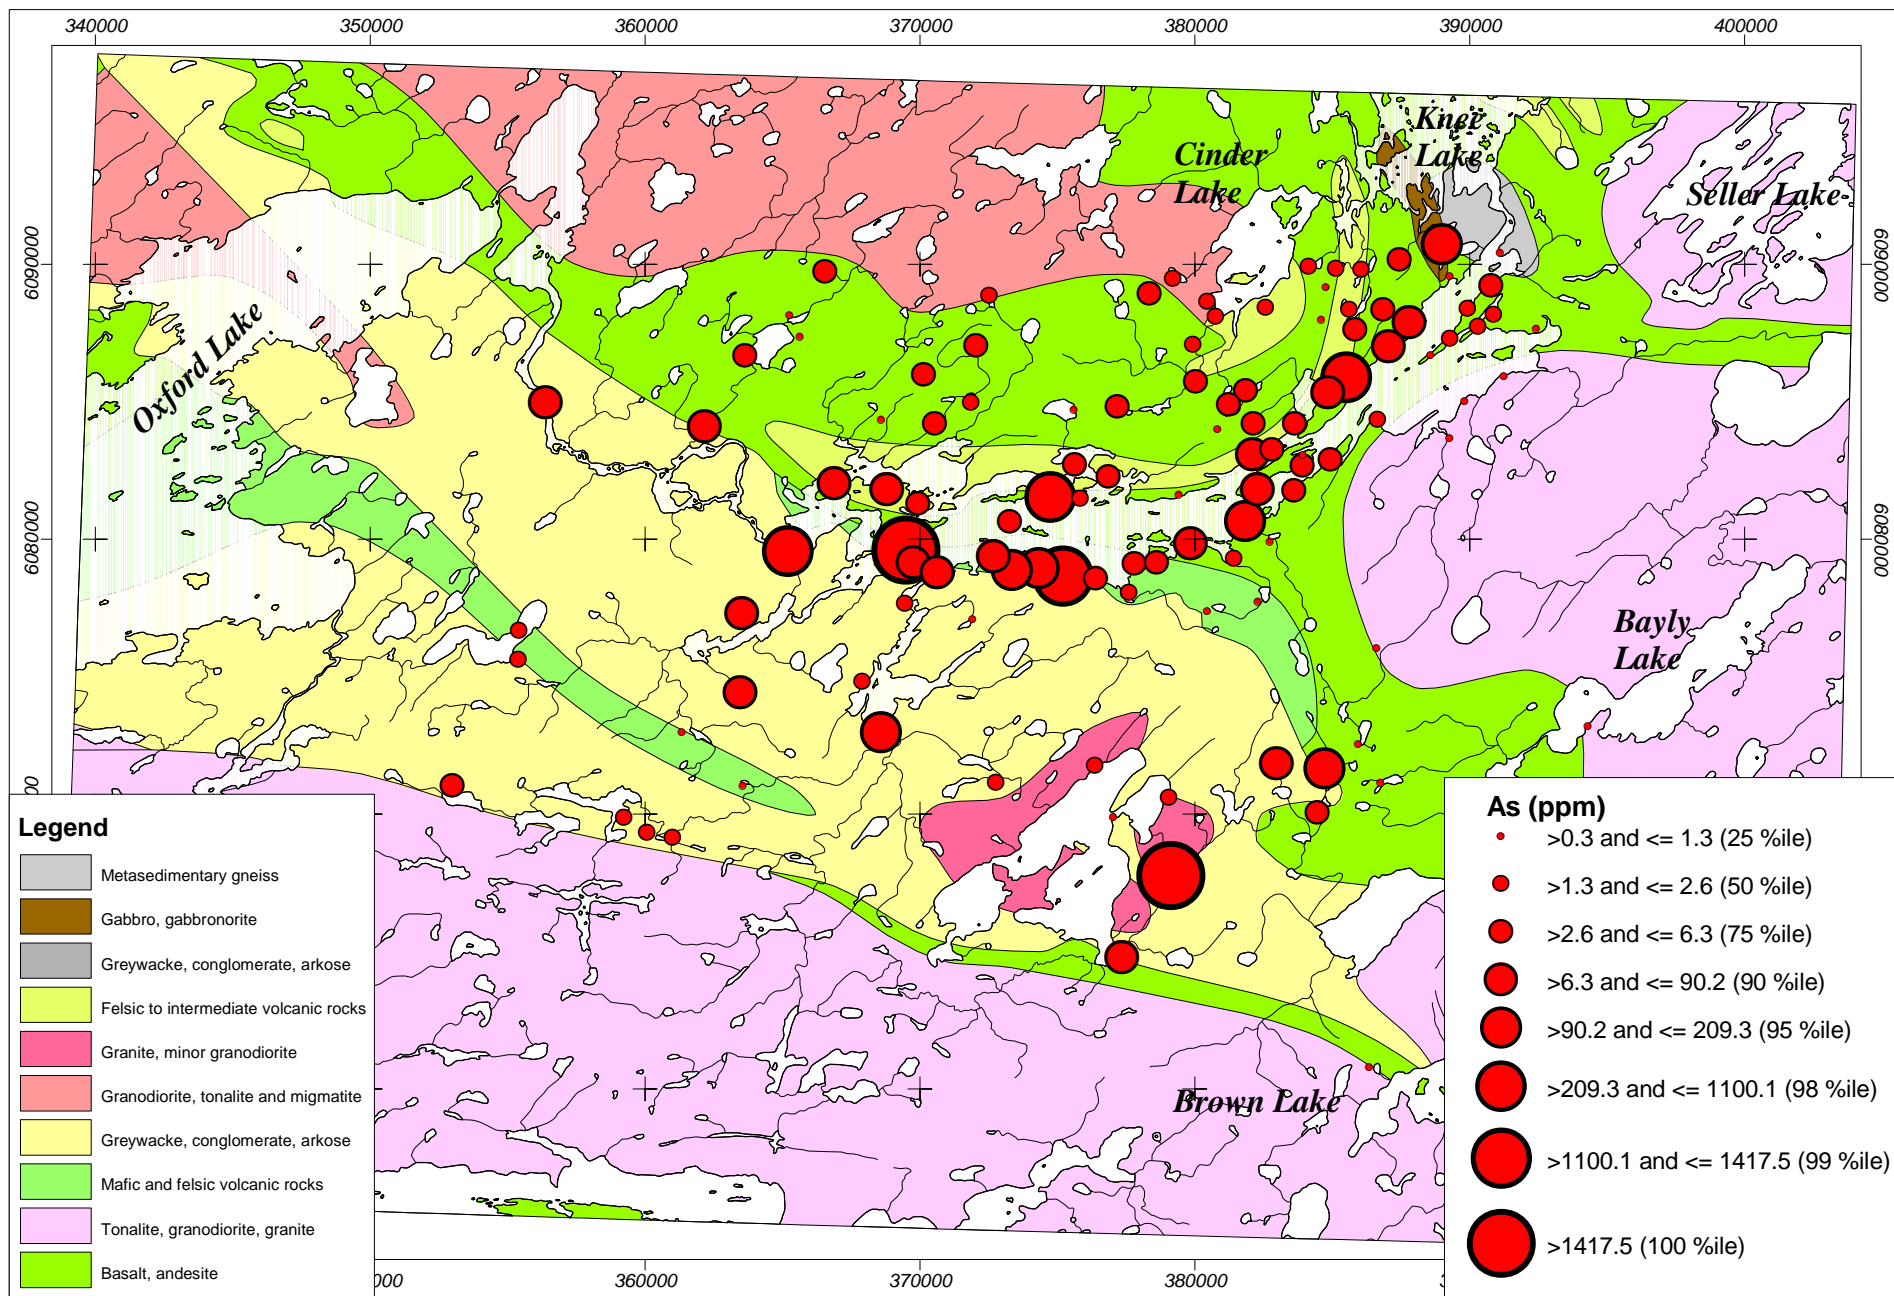 340000 350000 360000 370000 380000 390000 400000
Knee
Lake
Cinder
Lake
Seller Lake
6090000 6090000
Oxford Lake
6080000 6080000
Bayly
Lake
Brown Lake
Legend
Metasedimentary gneiss
Gabbro, gabbronorite
Greywacke, conglomerate, arkose
Felsic to intermediate volcanic rocks
Granite, minor granodiorite
Granodiorite, tonalite and migmatite
Greywacke, conglomerate, arkose
Mafic and felsic volcanic rocks
Tonalite, granodiorite, granite
Basalt, andesite
As (ppm)
>0.3 and <= 1.3 (25 %ile)
>1.3 and <= 2.6 (50 %ile)
>2.6 and <= 6.3 (75 %ile)
>6.3 and <= 90.2 (90 %ile)
>90.2 and <= 209.3 (95 %ile)
>209.3 and <= 1100.1 (98 %ile)
>1100.1 and <= 1417.5 (99 %ile)
>1417.5 (100 %ile)
360000 370000 380000